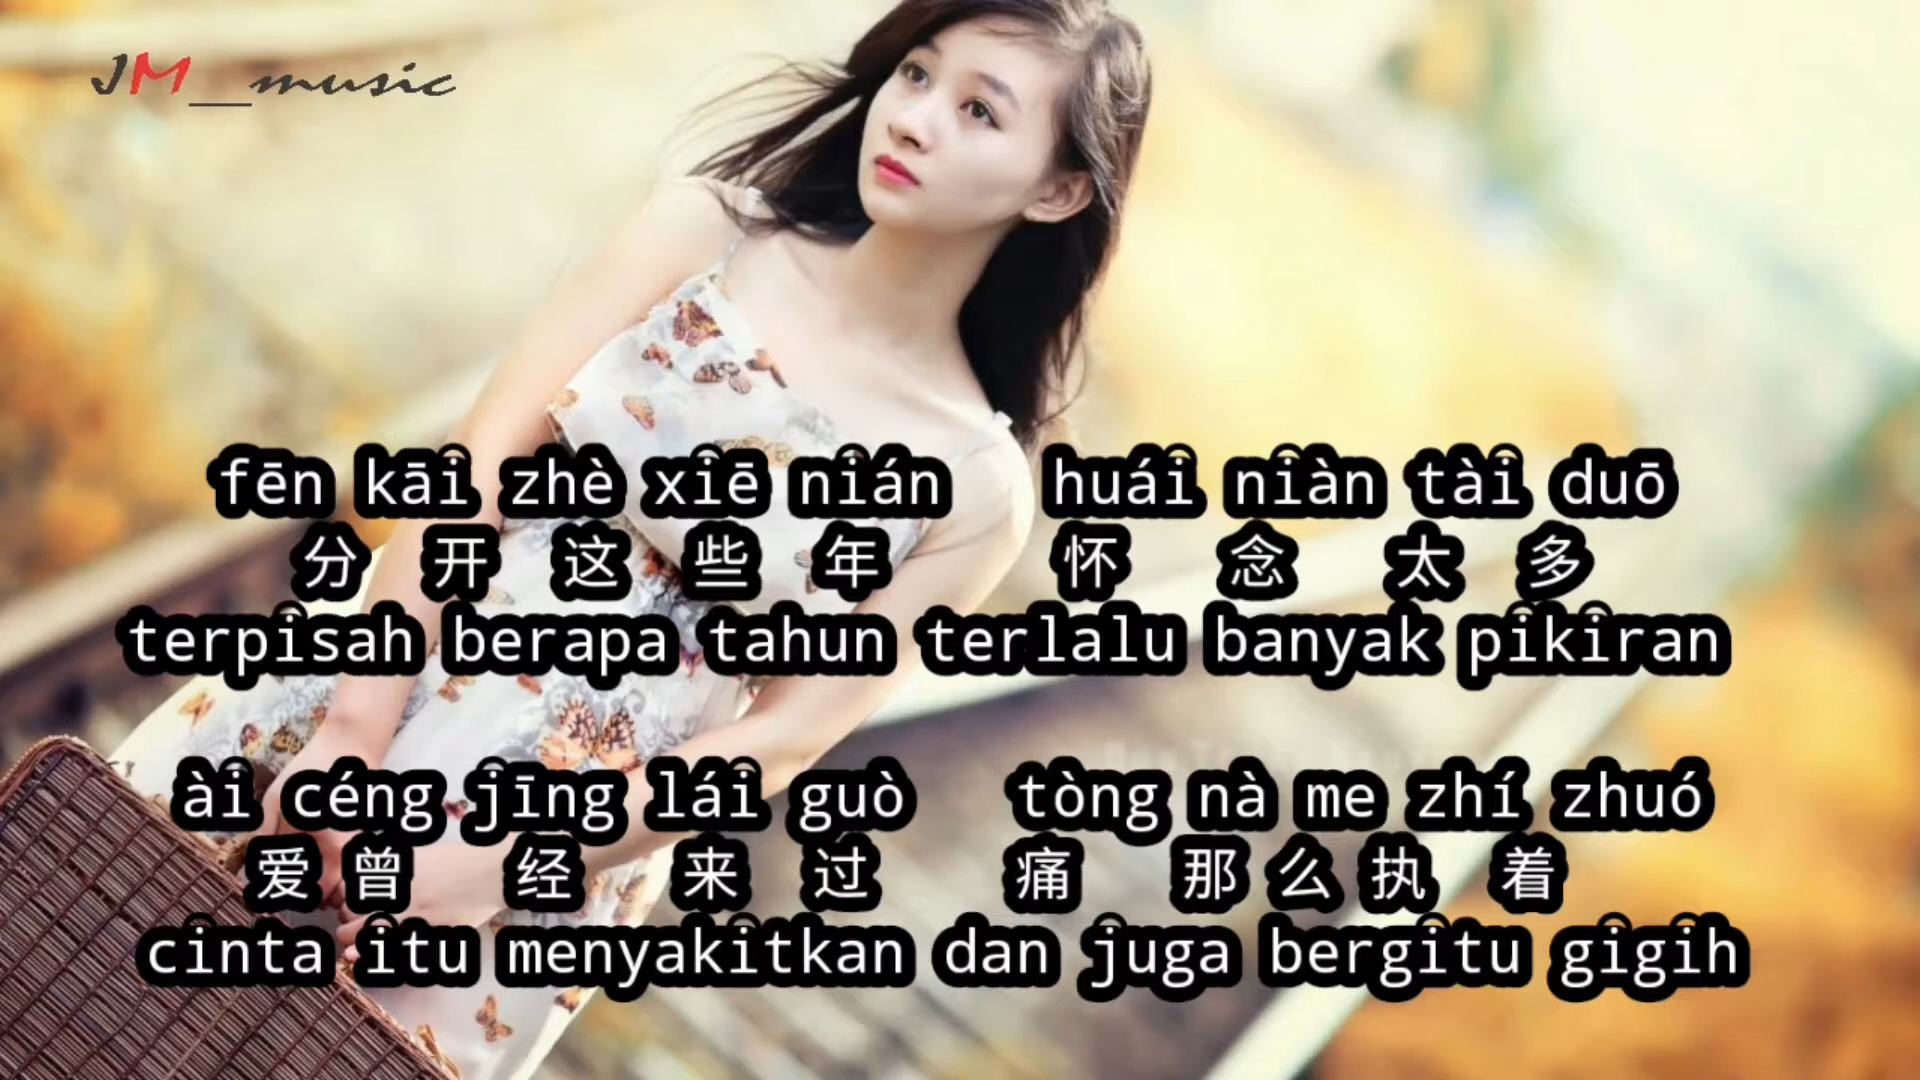 JM__music
fēn kāi zhè xiē nián huái niàn tài duō
分 开 这 些 年 怀 念 太 多
terpisah berapa tahun terlalu banyak pikiran
ài céng jīng lái guò tòng nà me zhí zhuó
爱 曾 经 来 过 痛 那 么 执 着
cinta itu menyakitkan dan juga bergitu gigih